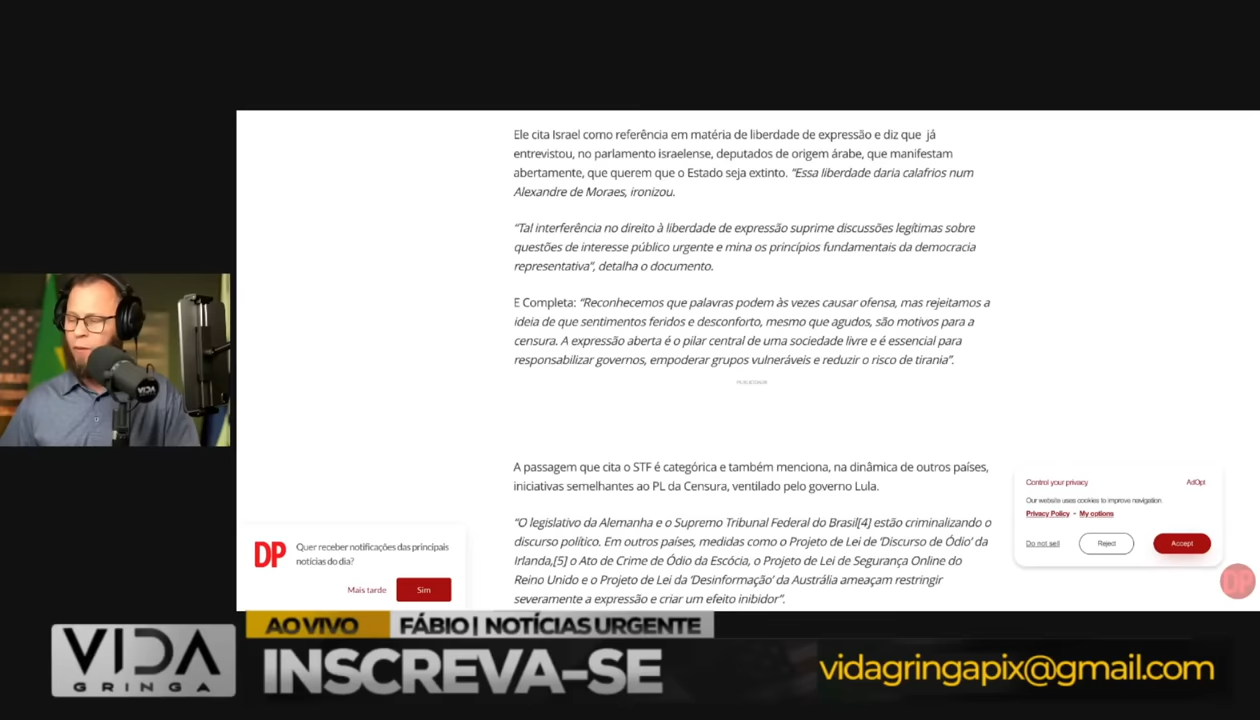 Ele cita Israel como referência em matéria de liberdade de expressão e diz que já
entrevistou, no parlamento israelense, deputados de origem árabe, que manifestam
abertamente, que querem que o Estado seja extinto. “Essa liberdade daria calafrios num
Alexandre de Moraes, ironizou.
“Tal interferência no direito à liberdade de expressão suprime discussões legítimas sobre
questões de interesse público urgente e mina os princípios fundamentais da democracia
representativa”, detalha o documento.
E Completa: “Reconhecemos que palavras podem às vezes causar ofensa, mas rejeitamos a
ideia de que sentimentos feridos e desconforto, mesmo que agudos, são motivos para a
censura. A expressão aberta é o pilar central de uma sociedade livre e é essencial para
responsabilizar governos, empoderar grupos vulneráveis e reduzir o risco de tirania”.
PUBLICIDADE
A passagem que cita o STF é categórica e também menciona, na dinâmica de outros países,
iniciativas semelhantes ao PL da Censura, ventilado pelo governo Lula.
“O legislativo da Alemanha e o Supremo Tribunal Federal do Brasil[4] estão criminalizando o
discurso político. Em outros países, medidas como o Projeto de Lei de ‘Discurso de Ódio’ da
Irlanda,[5] o Ato de Crime de Ódio da Escócia, o Projeto de Lei de Segurança Online do
Reino Unido e o Projeto de Lei da ‘Desinformação’ da Austrália ameaçam restringir
severamente a expressão e criar um efeito inibidor”.
Control your privacy AdOpt
Our website uses cookies to improve navigation.
Privacy Policy - My options
Do not sell Reject Accept
DP
DP Quer receber notificações das principais
notícias do dia?
Mais tarde Sim
VIDA
VIDA
GRINGA
AO VIVO FÁBIO | NOTÍCIAS URGENTE
INSCREVA-SE
vidagringapix@gmail.com